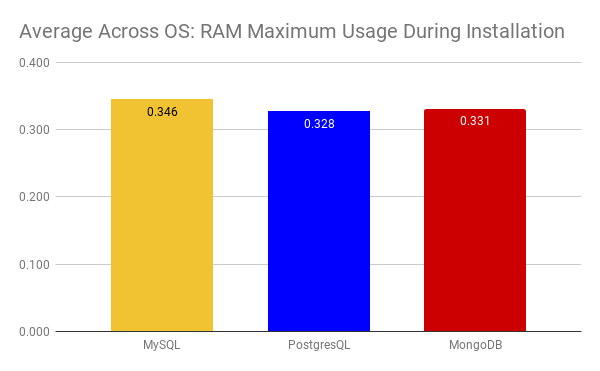 Average Across OS: RAM Maximum Usage During Installation
0.400
0.300
0.200
0.100
0.000
0.346
0.328
0.331
MySQL
PostgresQL
MongoDB